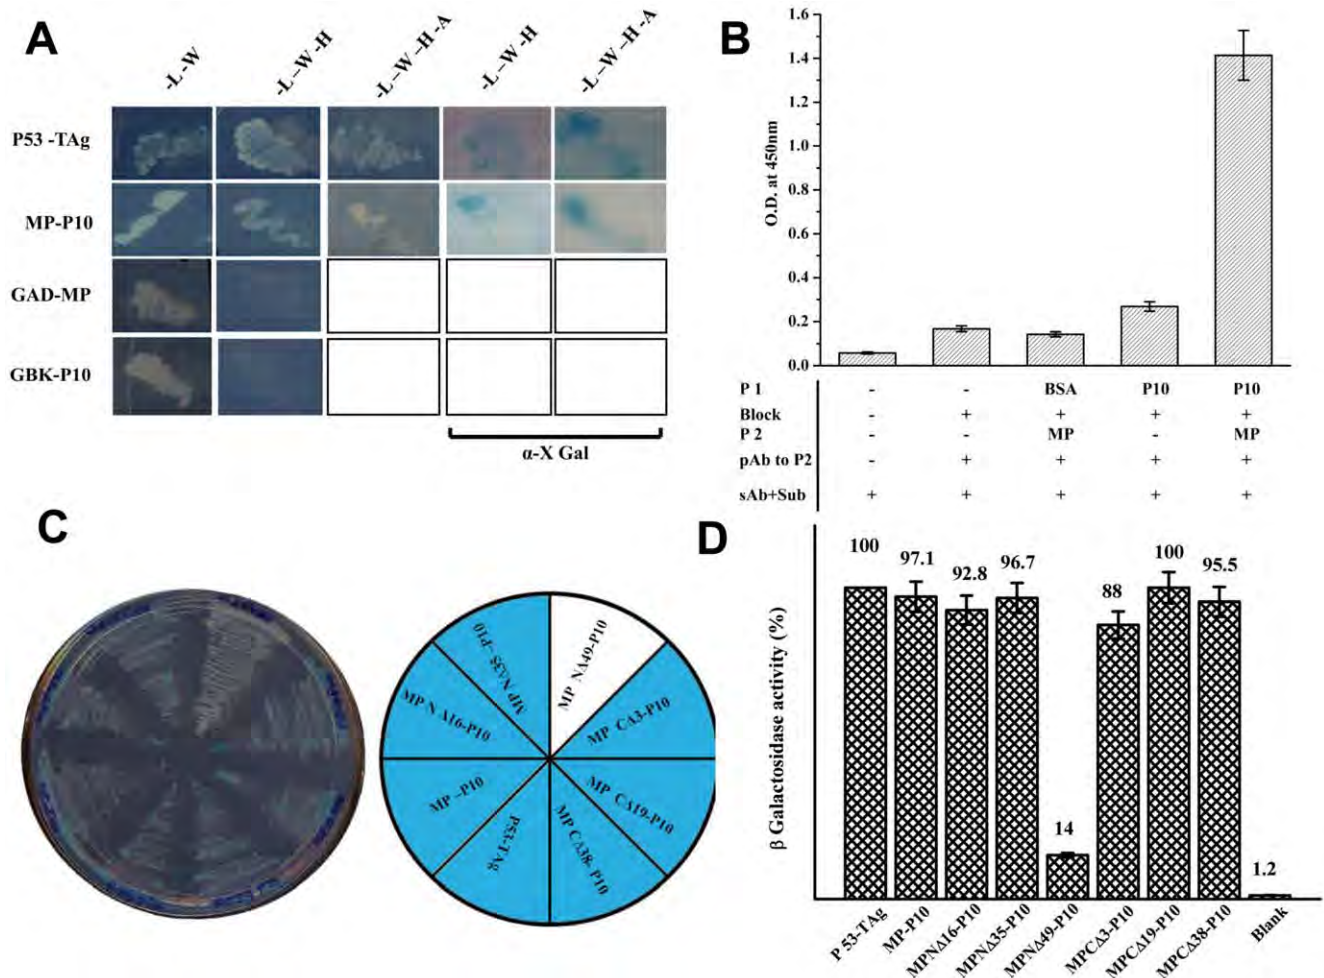 A
-L -W
-L –W -H
-L –W –H -A
-L –W -H
-L –W –H -A
P53 -TAg
MP-P10
GAD-MP
GBK-P10
α-X Gal
B
O.D. at 450nm
1.6
1.4
1.2
1.0
0.8
0.6
0.4
0.2
0.0
P 1 - - BSA P10 P10
Block - + + + +
P 2 - - MP - MP
pAb to P2 - + + + +
sAb+Sub + + + + +
C
MP NΔ35 –P10
MP NΔ49-P10
MP N Δ16-P10
MP CΔ3-P10
MP –P10
MP CΔ19-P10
P53-TAg
MP CΔ38- P10
D
β Galactosidase activity (%)
100
97.1
92.8
96.7
14
88
100
95.5
1.2
P 53-TAg
MP-P10
MPNΔ16-P10
MPNΔ35-P10
MPNΔ49-P10
MPCΔ3-P10
MPCΔ19-P10
MPCΔ38-P10
Blank